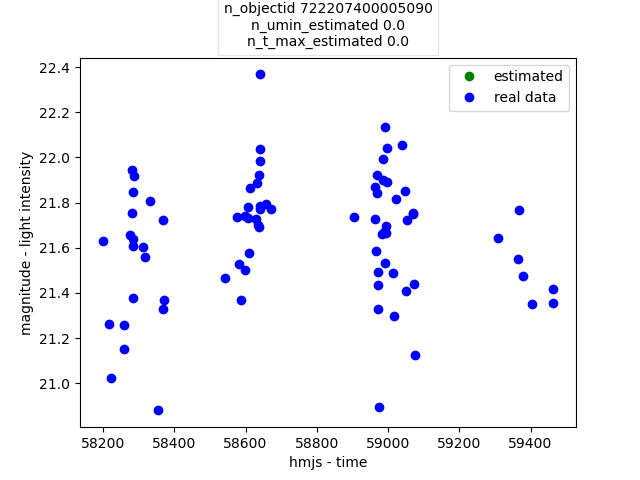 n_objectid 722207400005090
n_umin_estimated 0.0
n_t_max_estimated 0.0
estimated
real data
22.4
22.2
22.0
21.8
21.6
21.4
21.2
21.0
magnitude - light intensity
58200 58400 58600 58800 59000 59200 59400
hmjs - time